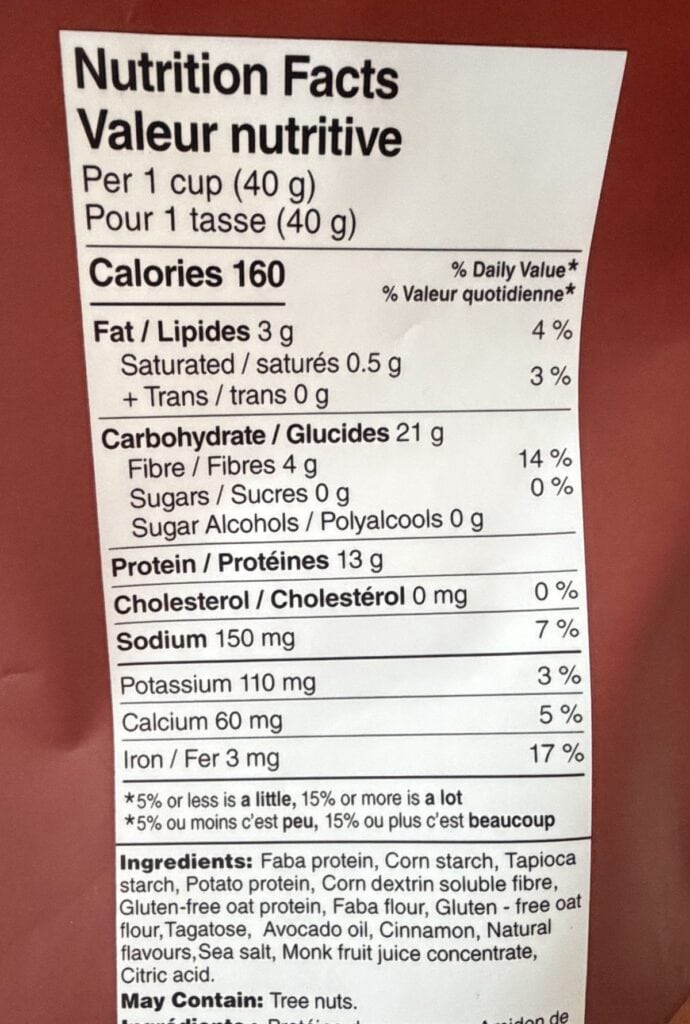 Nutrition Facts
Valeur nutritive
Per 1 cup (40 g)
Pour 1 tasse (40 g)
Calories 160
% Daily Value*
% Valeur quotidienne*
Fat / Lipides 3 g 4 %
Saturated / saturés 0.5 g
+ Trans / trans 0 g 3 %
Carbohydrate / Glucides 21 g
Fibre / Fibres 4 g 14 %
Sugars / Sucres 0 g 0 %
Sugar Alcohols / Polyalcools 0 g
Protein / Protéines 13 g
Cholesterol / Cholestérol 0 mg 0 %
Sodium 150 mg 7 %
Potassium 110 mg 3 %
Calcium 60 mg 5 %
Iron / Fer 3 mg 17 %
*5% or less is a little, 15% or more is a lot
*5% ou moins c'est peu, 15% ou plus c'est beaucoup
Ingredients: Faba protein, Corn starch, Tapioca
starch, Potato protein, Corn dextrin soluble fibre,
Gluten-free oat protein, Faba flour, Gluten - free oat
flour,Tagatose, Avocado oil, Cinnamon, Natural
flavours,Sea salt, Monk fruit juice concentrate,
Citric acid.
May Contain: Tree nuts.
de